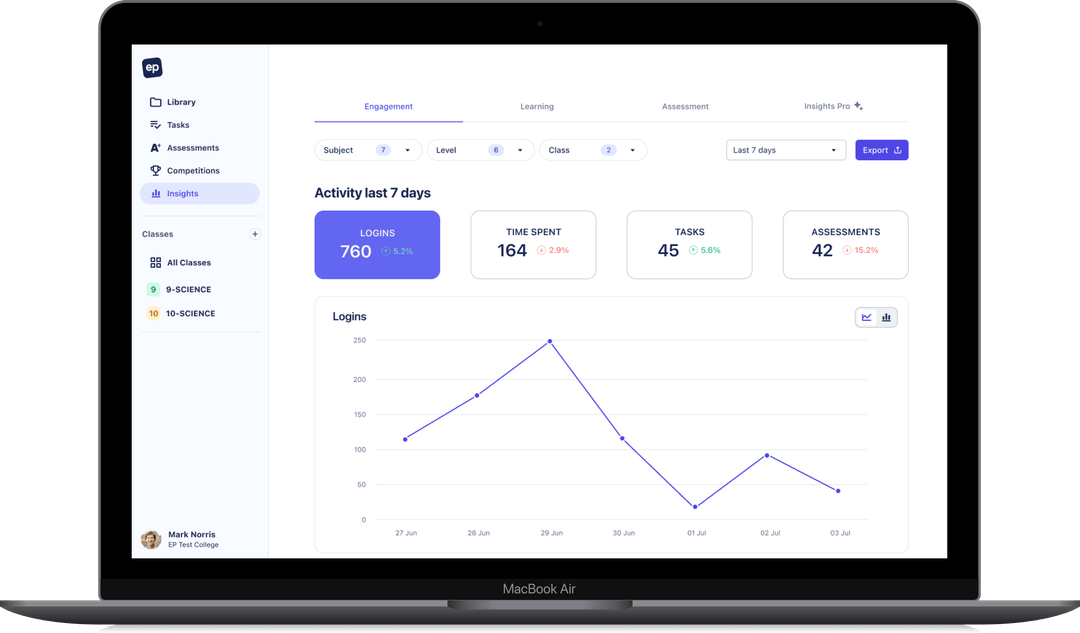 ep
Library
Tasks
A+ Assessments
Competitions
Insights
Classes +
All Classes
9 9-SCIENCE
10 10-SCIENCE
Mark Norris
EP Test College
Engagement Learning Assessment Insights Pro
Subject 7 Level 6 Class 2 Last 7 days Export
Activity last 7 days
LOGINS
760 5.2%
TIME SPENT
164 2.9%
TASKS
45 5.6%
ASSESSMENTS
42 15.2%
Logins
250
200
150
100
50
0
27 Jun 28 Jun 29 Jun 30 Jun 01 Jul 02 Jul 03 Jul
MacBook Air